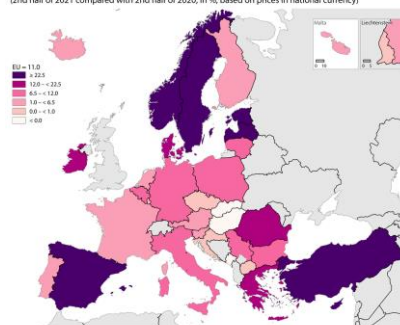 (2nd half of 2021 compared with 2nd half of 2020, in %, based on prices in national currency)
Malta
Liechtenstein
EU = 11.0
≥ 22.5
12.0 – < 22.5
6.5 – < 12.0
1.0 – < 6.5
0.0 – < 1.0
< 0.0